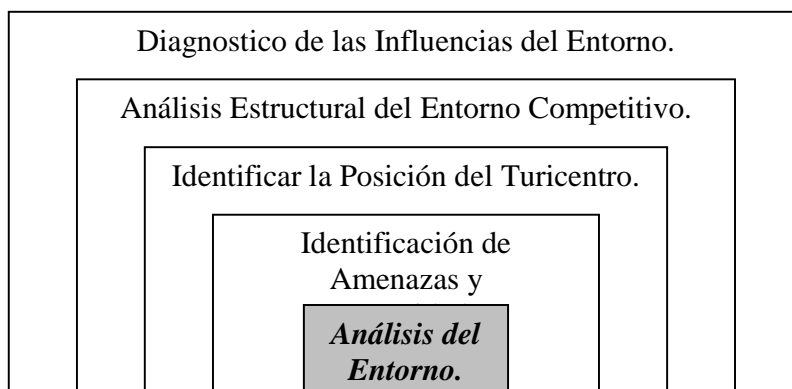 Diagnostico de las Influencias del Entorno.
Análisis Estructural del Entorno Competitivo.
Identificar la Posición del Turicentro.
Identificación de
Amenazas y
Análisis del
Entorno.